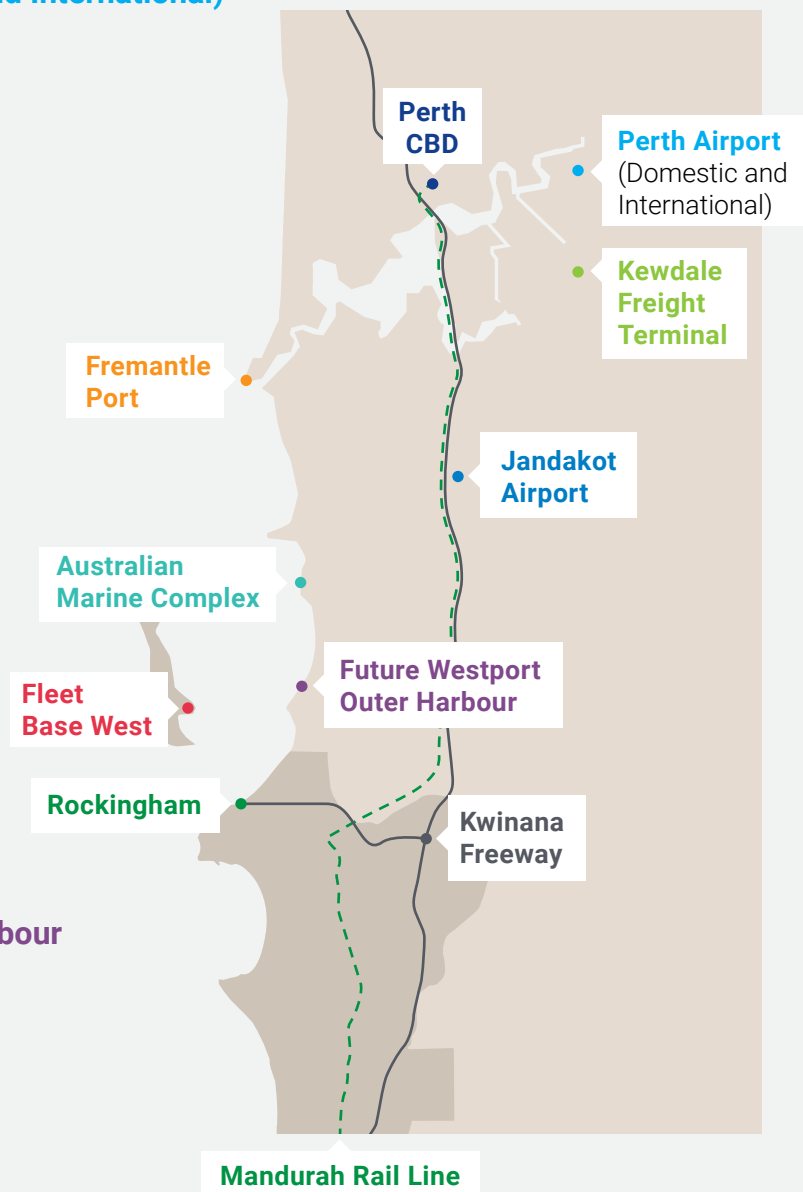 international)
Perth
CBD
Perth Airport
(Domestic and
International)
Kewdale
Freight
Terminal
Fremantle
Port
Jandakot
Airport
Australian
Marine Complex
Future Westport
Outer Harbour
Fleet
Base West
Rockingham
Kwinana
Freeway
bour
Mandurah Rail Line